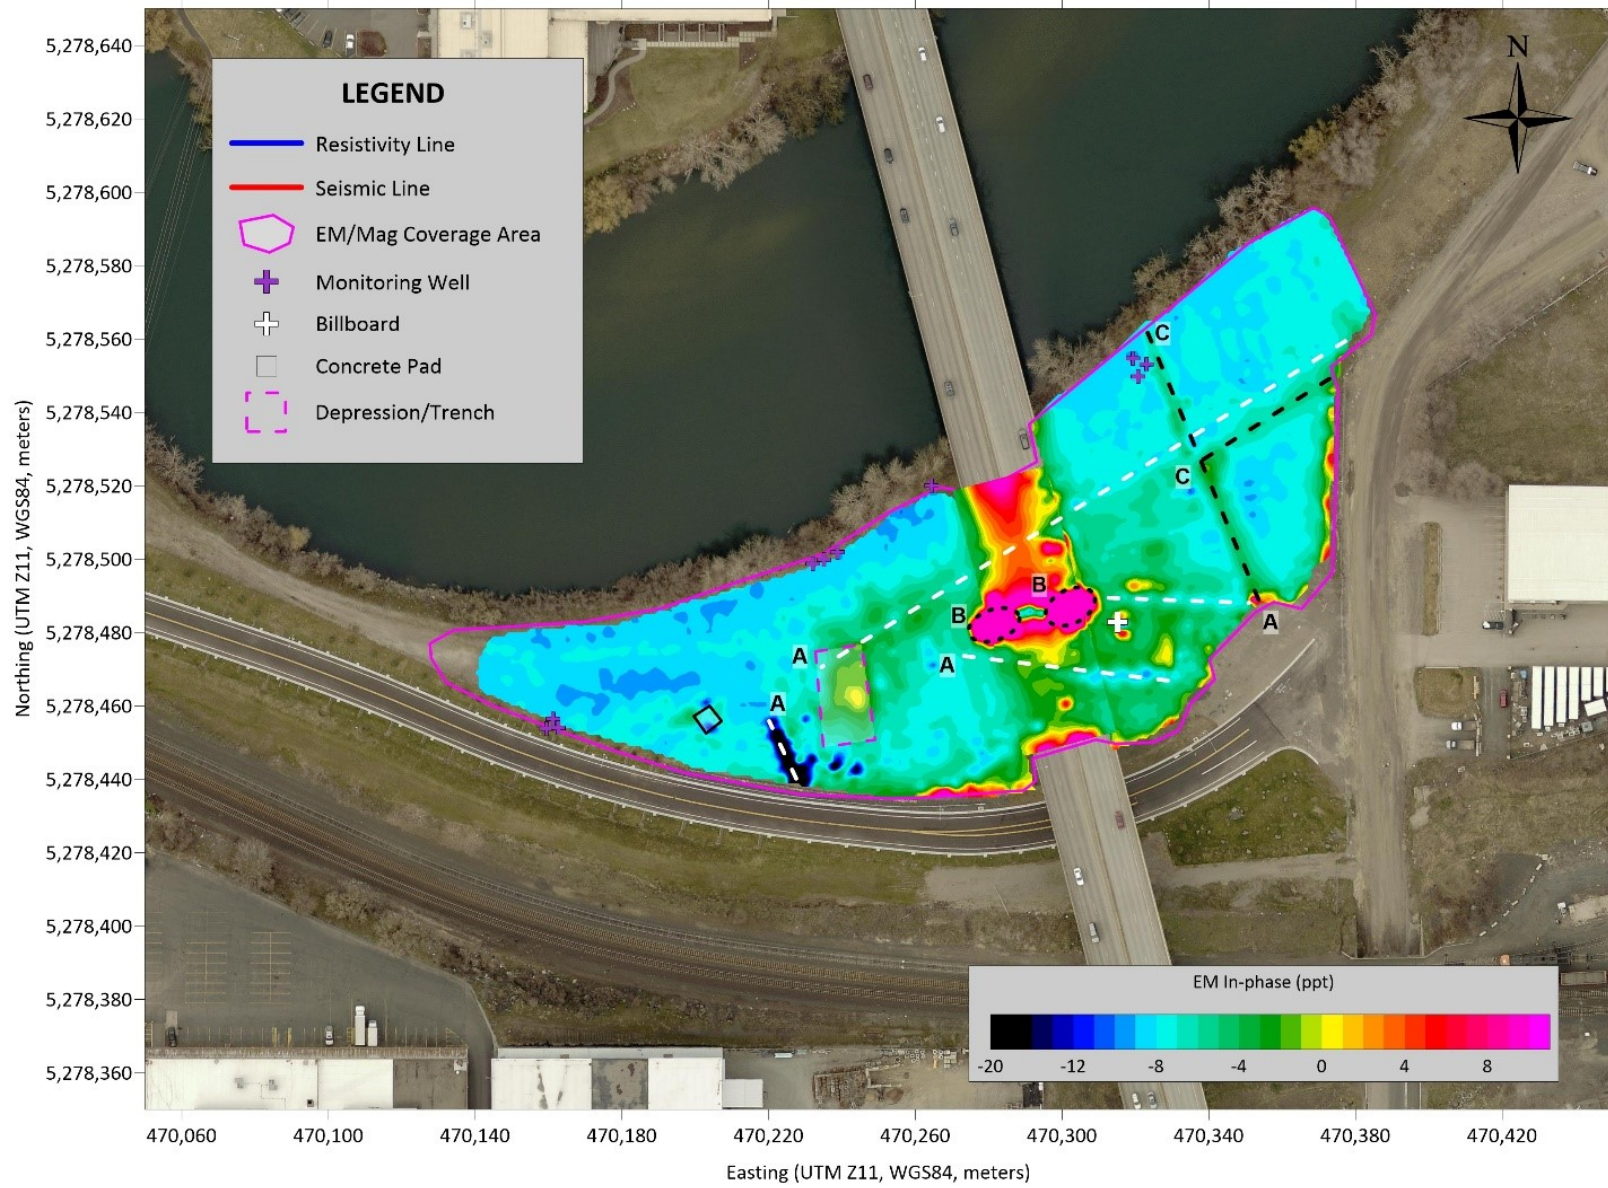 N
LEGEND
Resistivity Line
Seismic Line
EM/Mag Coverage Area
Monitoring Well
Billboard
Concrete Pad
Depression/Trench
5,278,640
5,278,620
5,278,600
5,278,580
5,278,560
5,278,540
5,278,520
5,278,500
5,278,480
5,278,460
5,278,440
5,278,420
5,278,400
5,278,380
5,278,360
Northing (UTM Z11, WGS84, meters)
C
C
B
B
A
A
A
A
EM In-phase (ppt)
-20 -12 -8 -4 0 4 8
470,060 470,100 470,140 470,180 470,220 470,260 470,300 470,340 470,380 470,420
Easting (UTM Z11, WGS84, meters)